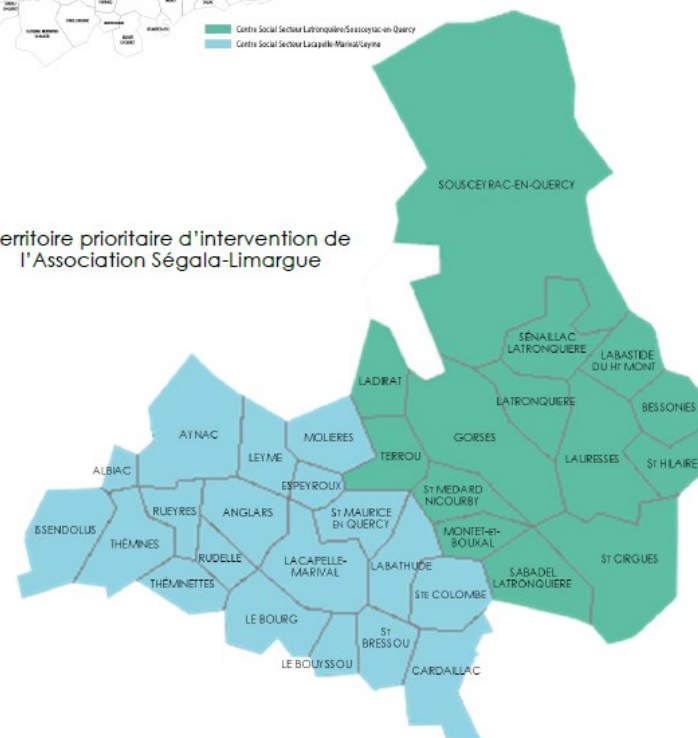 Centre Social Secteur Latronquière/Sousceyrac-en-Quercy
Centre Social Secteur Lacapelle-Marival/Leyme
erritoire prioritaire d'intervention de
l'Association Ségala-Limargue
SOUSCEYRAC-EN-QUERCY
SÉNAILLAC
LATRONQUIERE
LABASTIDE
DU HT MONT
LADIRAT
LATRONQUIERE
BESSONIES
AYNAC
MOLIERES
GORSES
LEYME
TERROU
LAURESSES
ST HILAIRE
ALBIAC
ESPEYROUX
ST MEDARD
NICOURBY
RUEYRES
ANGLARS
ST MAURICE
EN QUERCY
ISSENDOLUS
THÉMINES
MONTET-et-
BOUXAL
RUDELLE
LACAPELLE-
MARIVAL
LABATHUDE
ST CIRGUES
THÉMINETTES
SABADEL
LATRONQUIÈRE
STE COLOMBE
LE BOURG
ST
BRESSOU
LE BOUYSSOU
CARDAILLAC